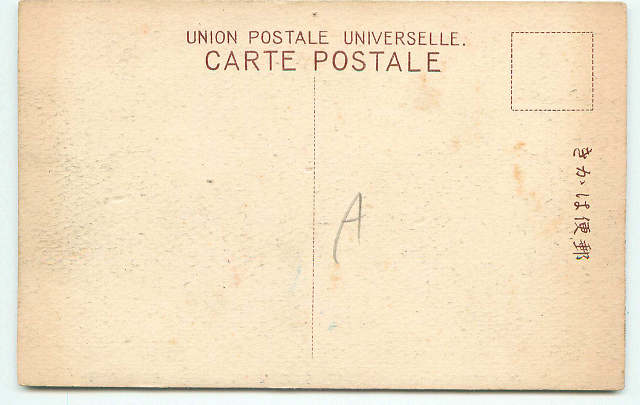 UNION POSTALE UNIVERSELLE.
CARTE POSTALE
A
きかは便郵